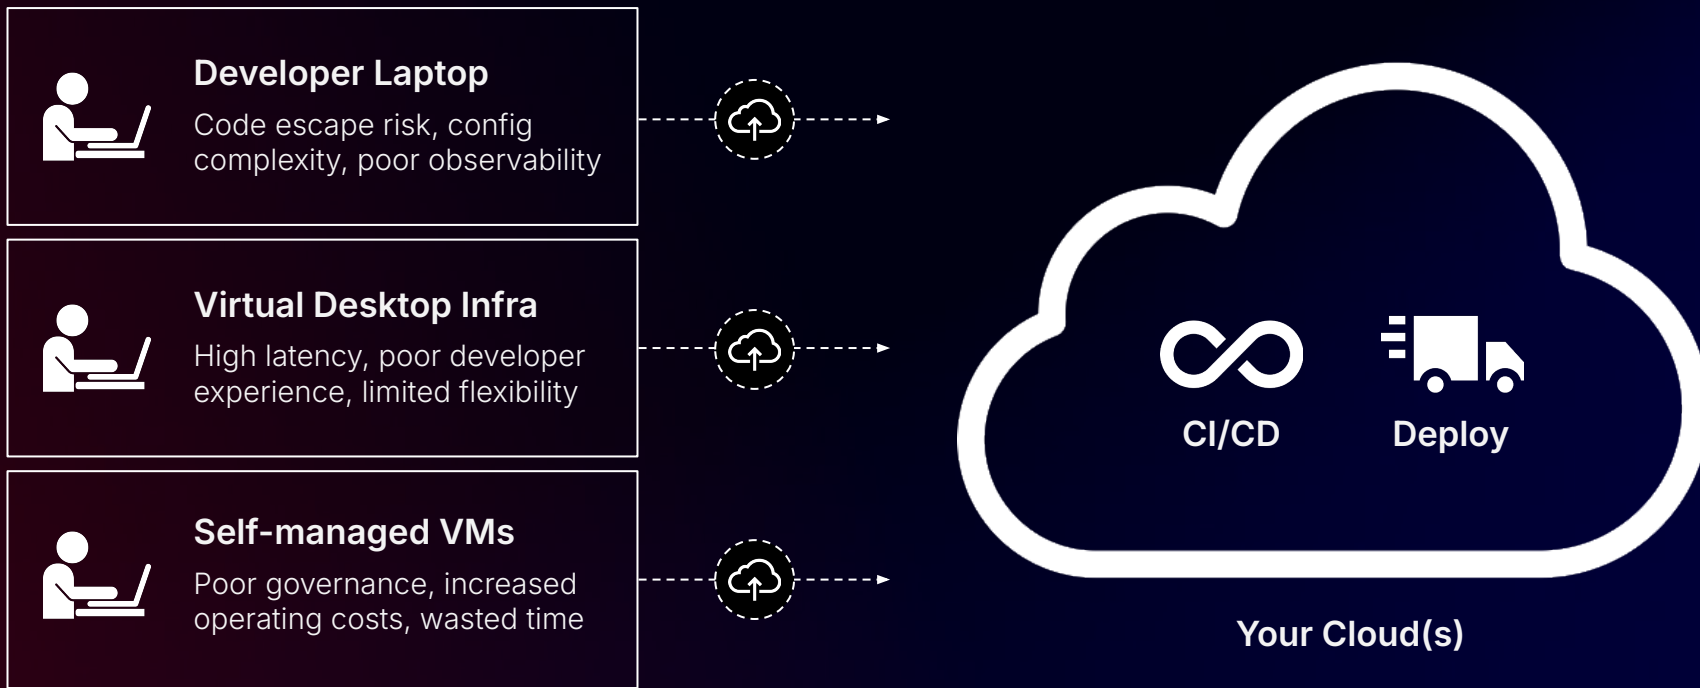 Developer Laptop
Code escape risk, config
complexity, poor observability
Virtual Desktop Infra
High latency, poor developer
experience, limited flexibility
Self-managed VMs
Poor governance, increased
operating costs, wasted time
CI/CD
Deploy
Your Cloud(s)